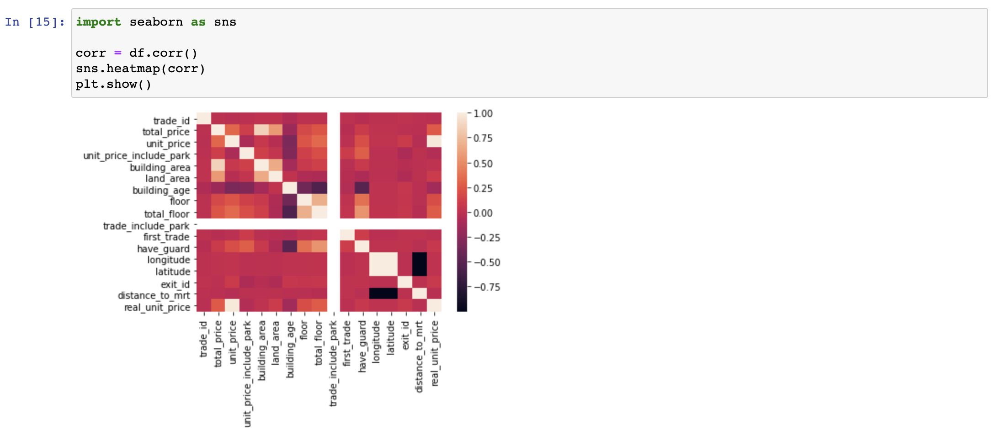 In [15]:
import seaborn as sns
corr = df.corr()
sns.heatmap(corr)
plt.show()
trade_id
total_price
unit_price
unit_price_include_park
building_area
land_area
building_age
floor
total_floor
trade_include_park
first_trade
have_guard
longitude
latitude
exit_id
distance_to_mrt
real_unit_price
1.00
0.75
0.50
0.25
0.00
−0.25
−0.50
−0.75
trade_id
total_price
unit_price
unit_price_include_park
building_area
land_area
building_age
floor
total_floor
trade_include_park
first_trade
have_guard
longitude
latitude
exit_id
distance_to_mrt
real_unit_price